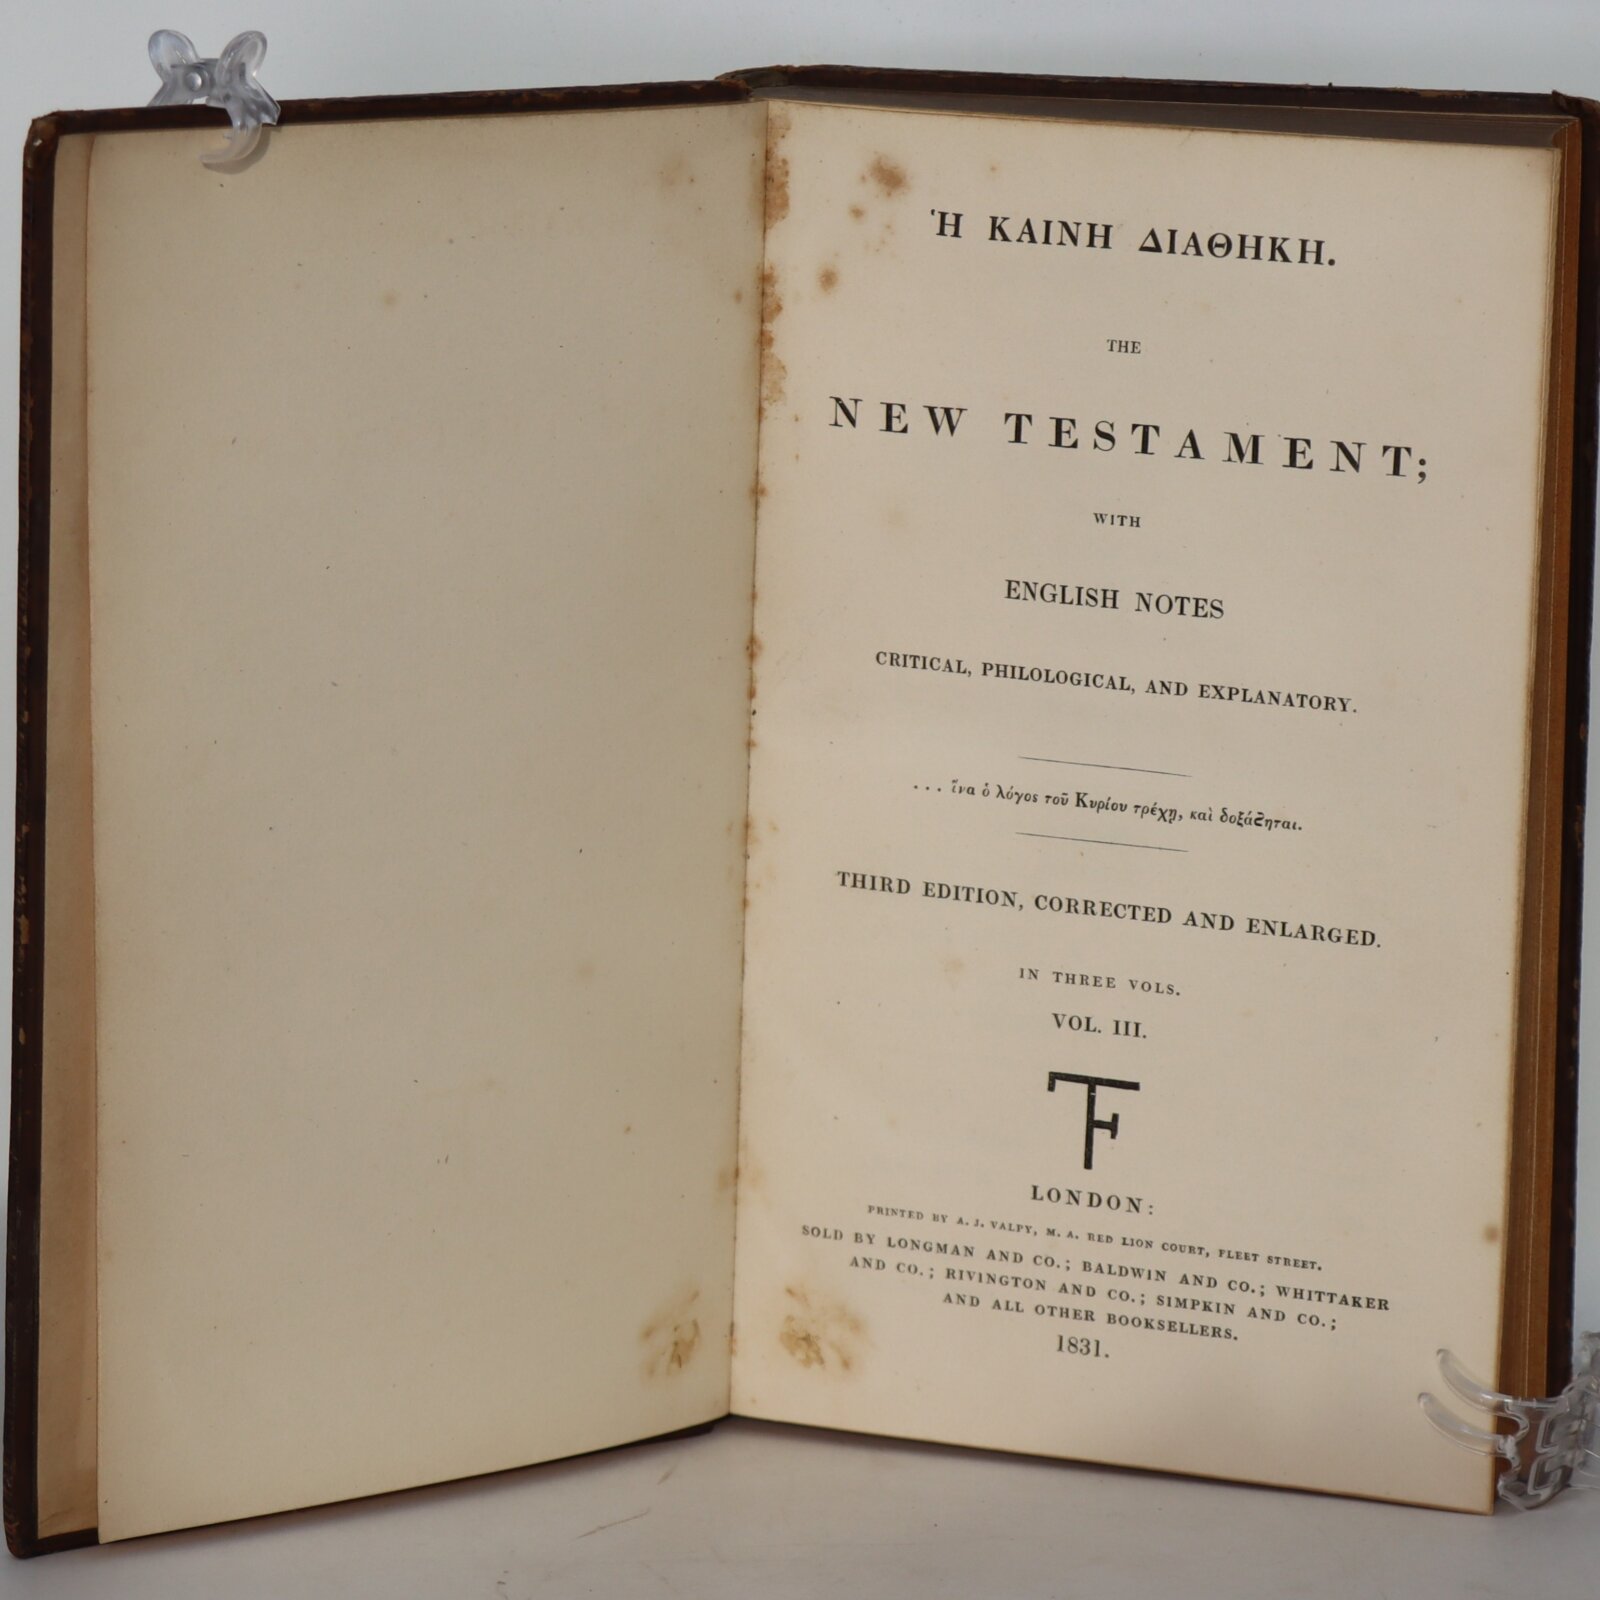 Ἡ ΚΑΙΝΗ ΔΙΑΘΗΚΗ.
THE
NEW TESTAMENT;
WITH
ENGLISH NOTES
CRITICAL, PHILOLOGICAL, AND EXPLANATORY.
. . . ἵνα ὁ λόγος τοῦ Κυρίου τρέχῃ, καὶ δοξάζηται.
THIRD EDITION, CORRECTED AND ENLARGED.
IN THREE VOLS.
VOL. III.
LONDON:
PRINTED BY A. J. VALPY, M. A. RED LION COURT, FLEET STREET.
SOLD BY LONGMAN AND CO.; BALDWIN AND CO.; WHITTAKER
AND CO.; RIVINGTON AND CO.; SIMPKIN AND CO.;
AND ALL OTHER BOOKSELLERS.
1831.